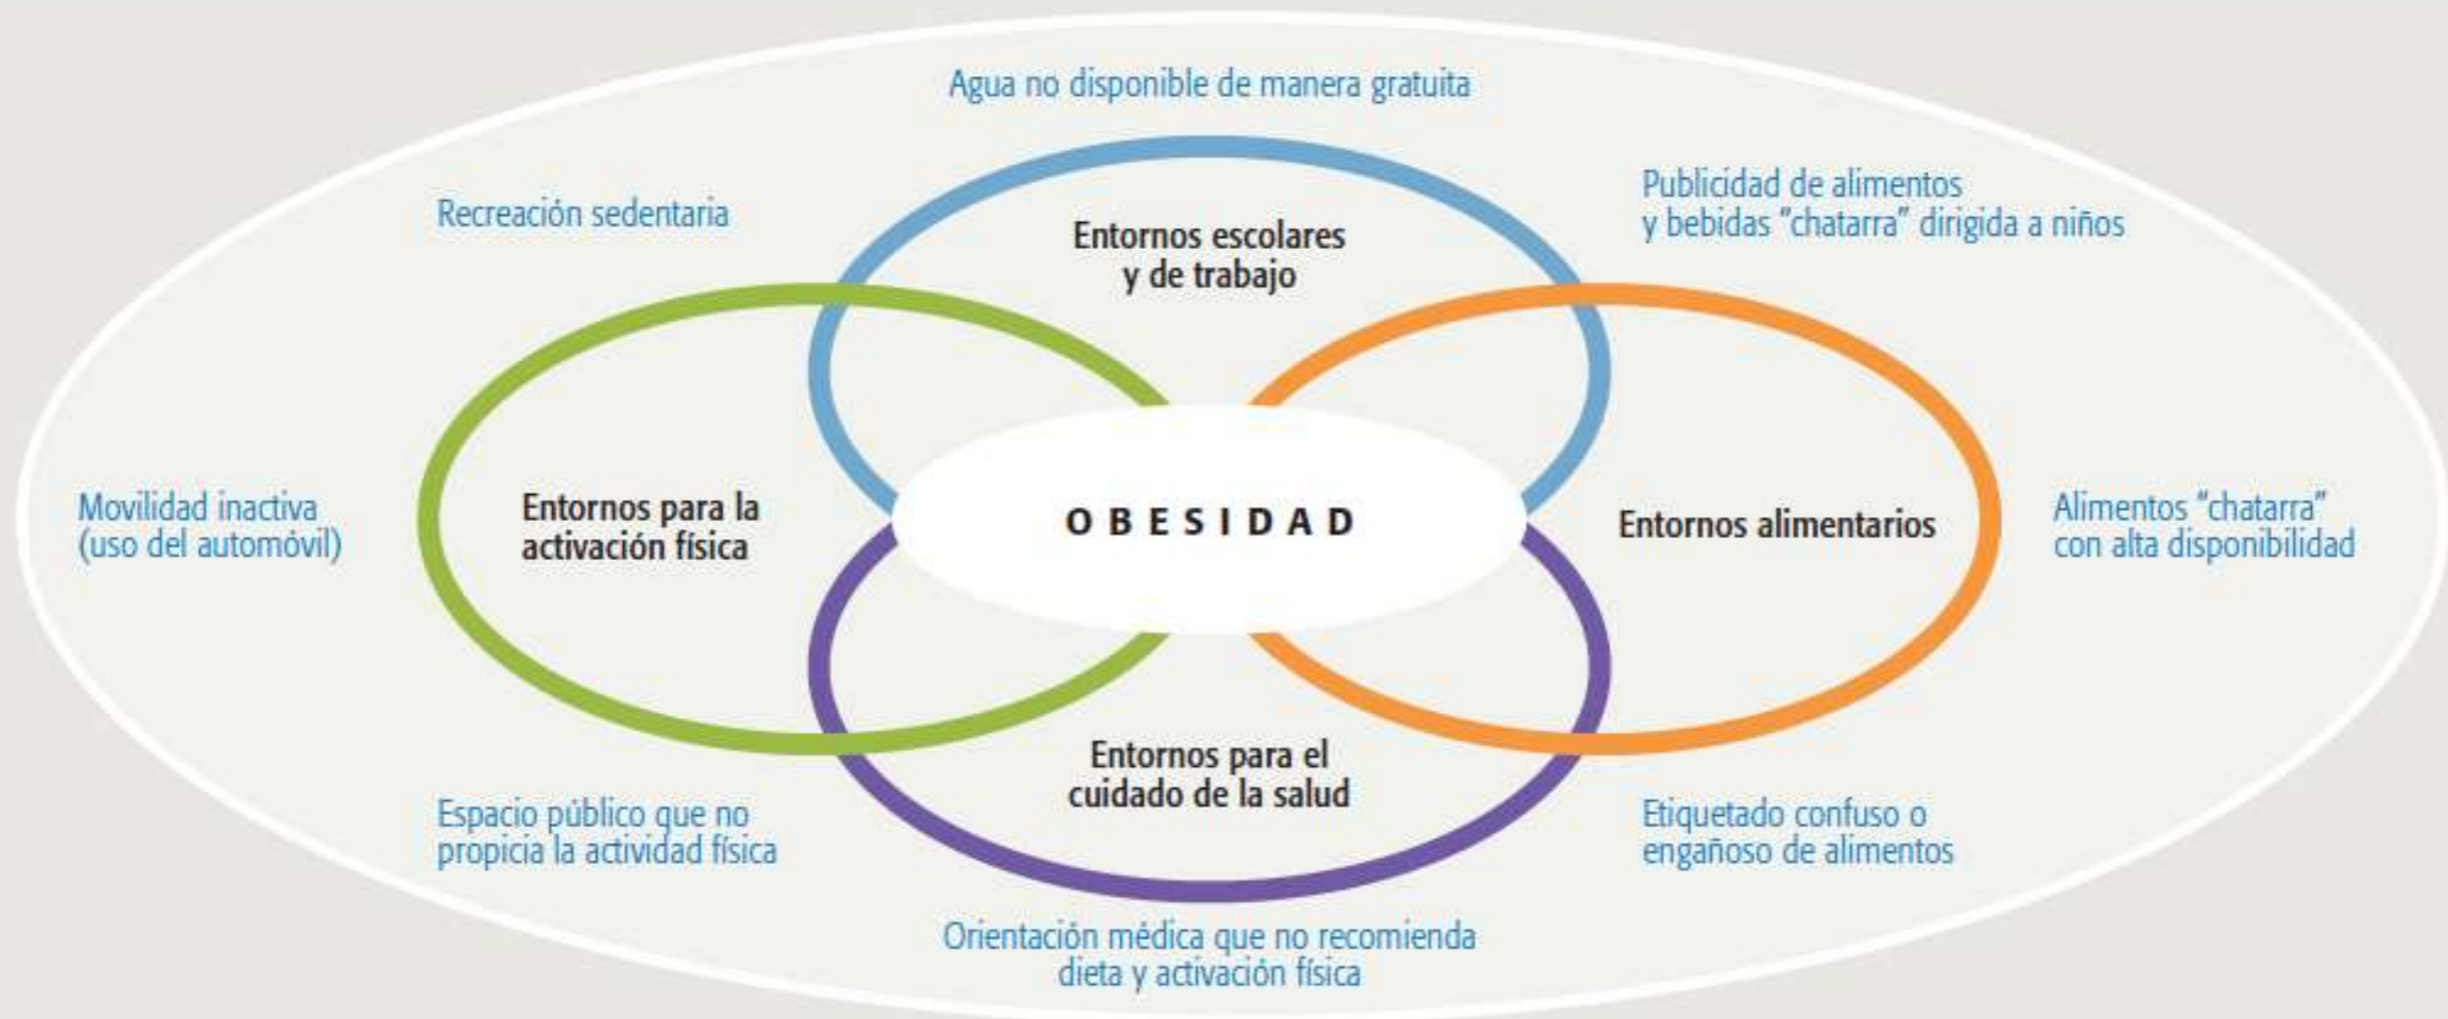 Agua no disponible de manera gratuita
Recreación sedentaria
Publicidad de alimentos
y bebidas "chatarra" dirigida a niños
Entornos escolares
y de trabajo
Movilidad inactiva
(uso del automóvil)
Entornos para la
activación física
OBESIDAD
Entornos alimentarios
Alimentos "chatarra"
con alta disponibilidad
Entornos para el
cuidado de la salud
Espacio público que no
propicia la actividad física
Etiquetado confuso o
engañoso de alimentos
Orientación médica que no recomienda
dieta y activación física